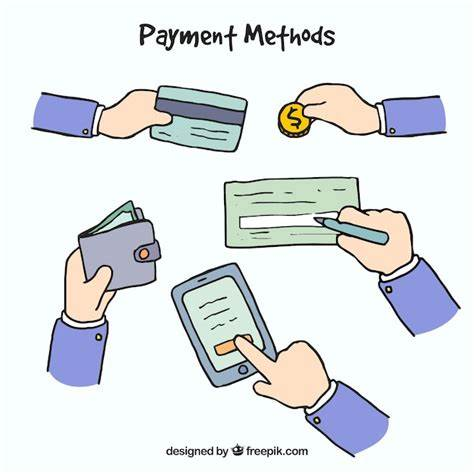 Payment Methods
$
designed by freepik.com